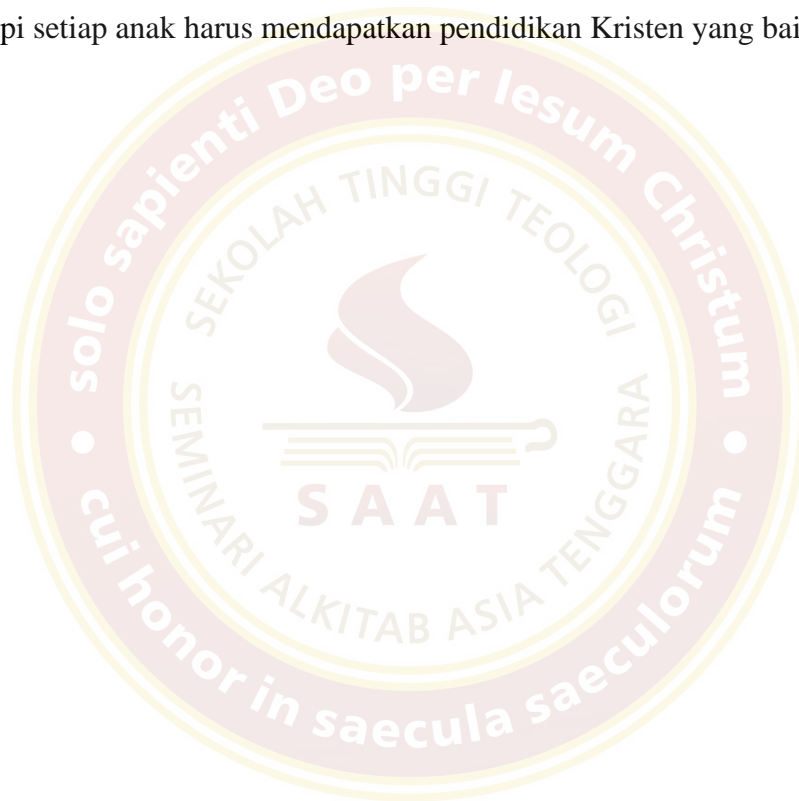 pi setiap anak harus mendapatkan pendidikan Kristen yang bai
solo sapienti Deo per Iesum Christum
SEKOLAH TINGGI TEOLOGI
SEMINARI ALKITAB ASIA TENGGARA
SAAT
cui honor in saecula saeculorum